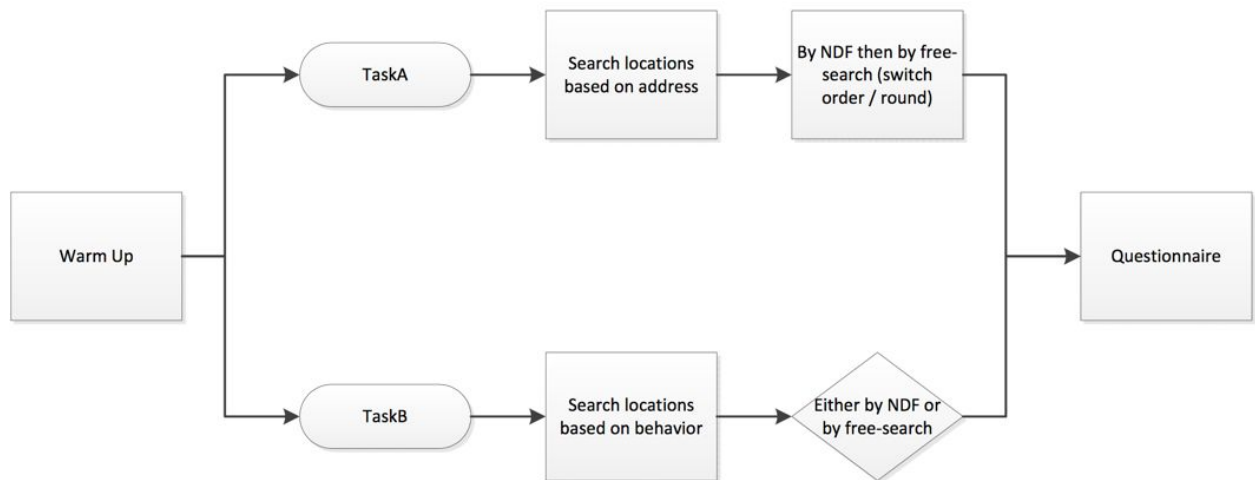 TaskA
Search locations
based on address
By NDF then by free-
search (switch
order / round)
Warm Up
Questionnaire
TaskB
Search locations
based on behavior
Either by NDF or
by free-search